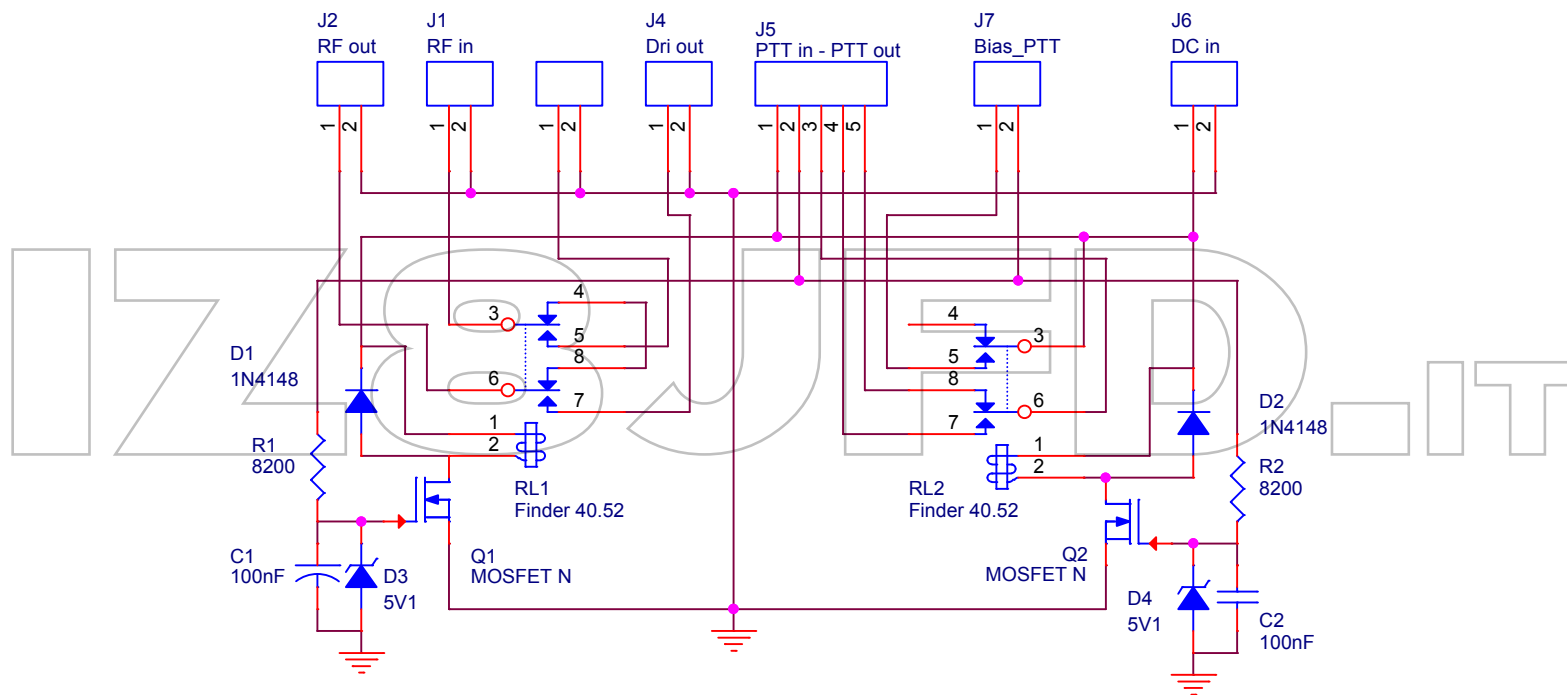 J2
RF out
J1
RF in
J4
Dri out
J5
PTT in - PTT out
J7
Bias_PTT
J6
DC in
1
2
1
2
1
2
1
2
1
2
3
4
5
1
2
1
2
IZ8JFD.it
3
4
5
8
6
7
1
2
4
3
5
8
6
7
1
2
D1
1N4148
R1
8200
RL1
Finder 40.52
C1
100nF
D3
5V1
Q1
MOSFET N
D2
1N4148
R2
8200
RL2
Finder 40.52
Q2
MOSFET N
D4
5V1
C2
100nF